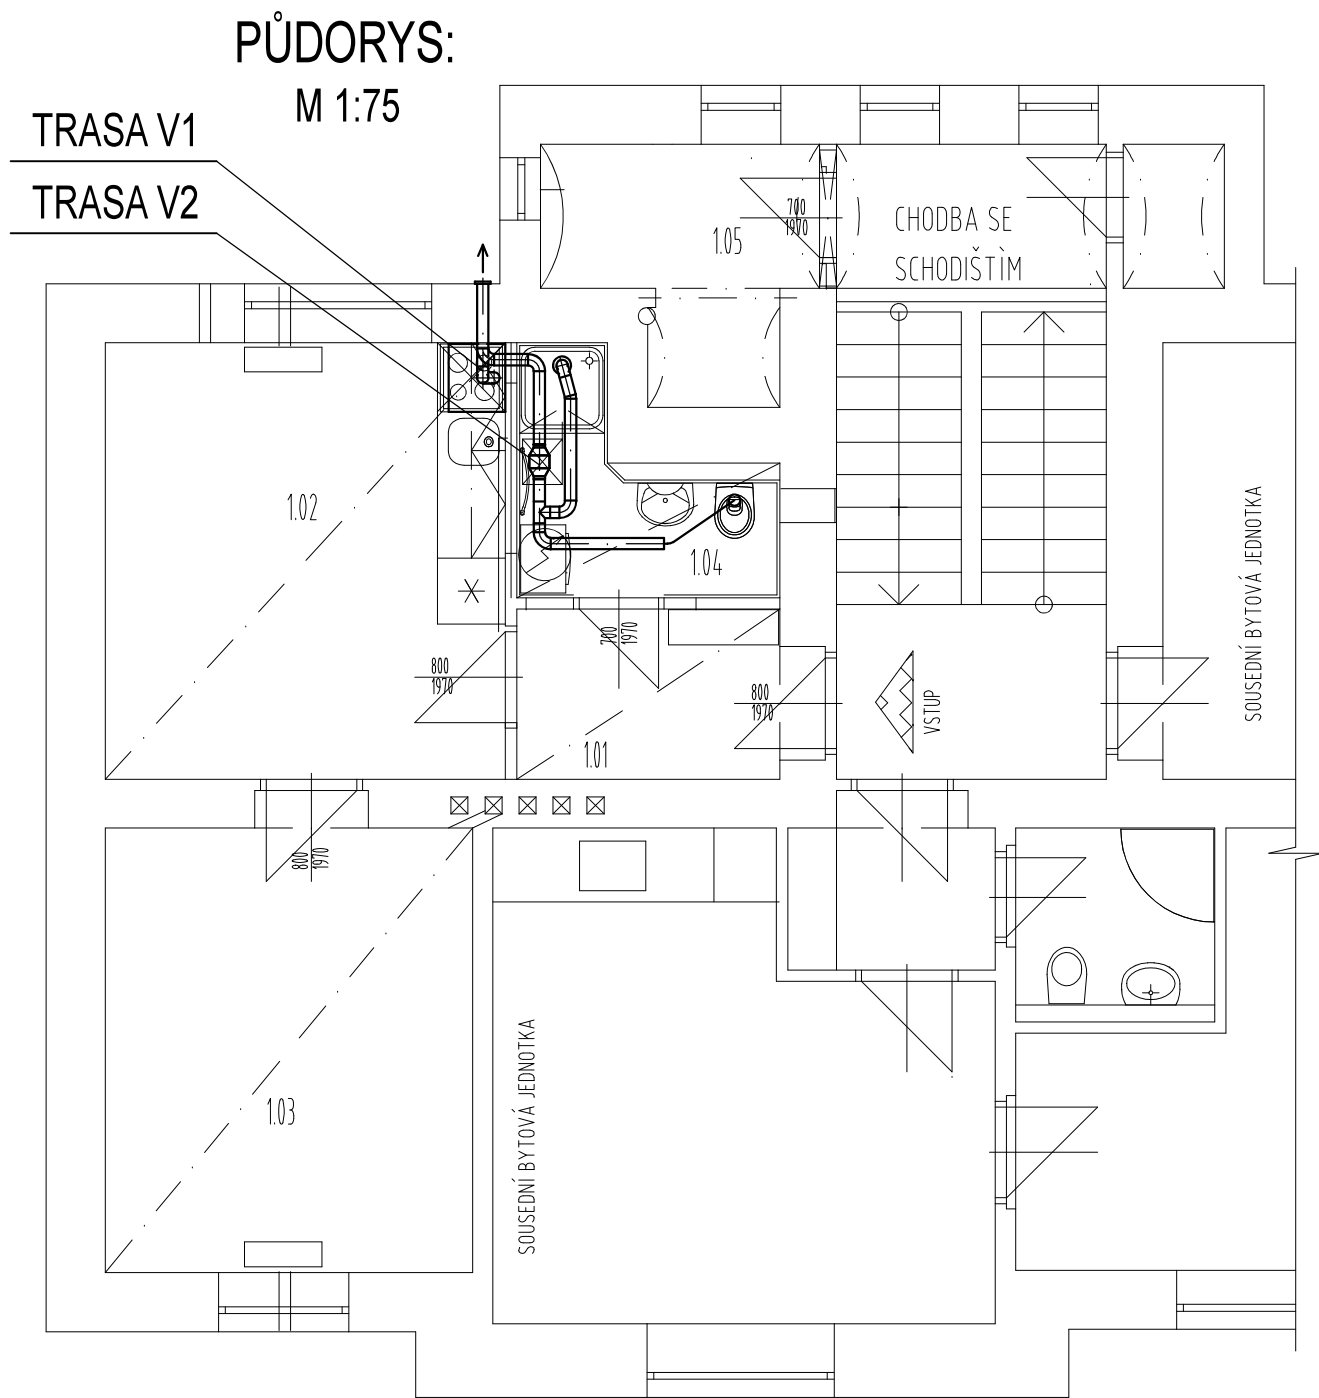 PŮDORYS:
M 1:75
TRASA V1
TRASA V2
700
1970
1.05
CHODBA SE
SCHODIŠTÌM
1.02
1.04
SOUSEDNÍ BYTOVÁ JEDNOTKA
700
1970
800
1970
800
1970
VSTUP
1.01
800
1970
1.03
SOUSEDNÍ BYTOVÁ JEDNOTKA